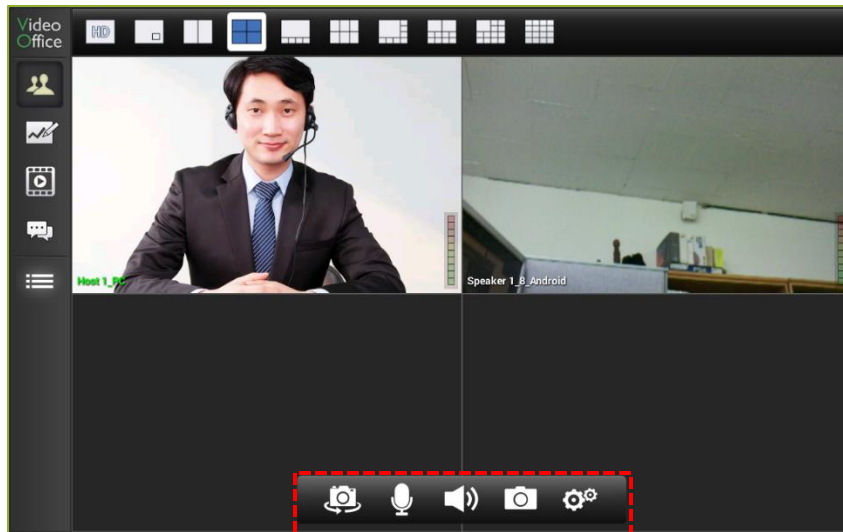 Video
Office
HD
Host 1_PC
Speaker 1_8_Android